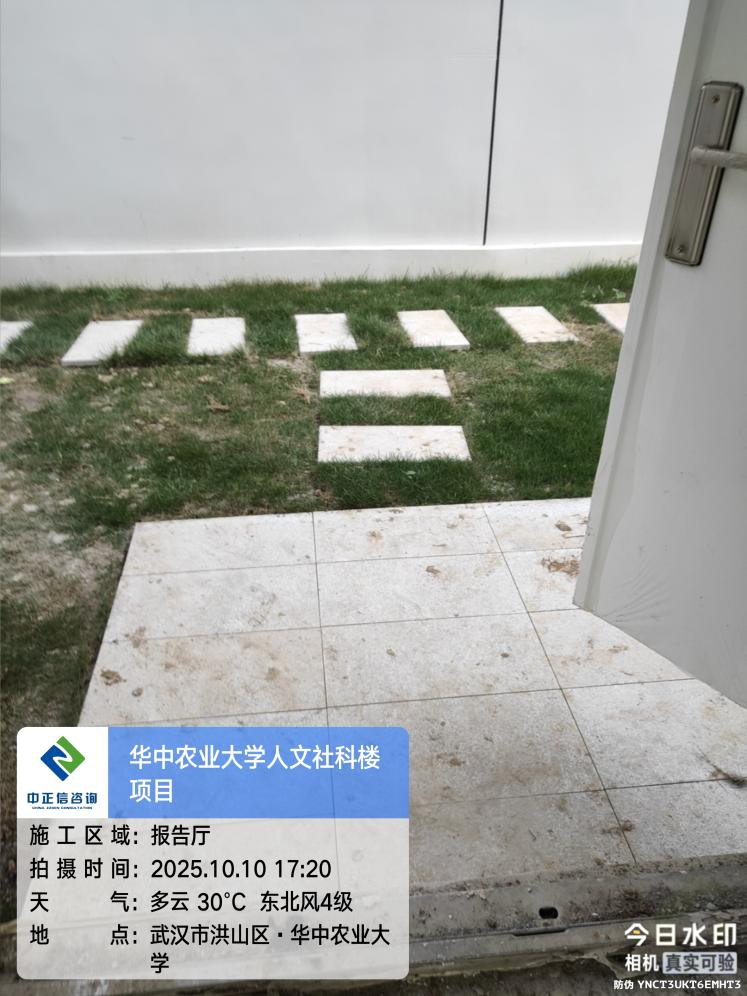 华中农业大学人文社科楼
项目
中正信咨询
CHINA ZZXIN CONSULTATION
施工区域：报告厅
拍摄时间：2025.10.10 17:20
天气：多云 30°C 东北风4级
地点：武汉市洪山区·华中农业大
学
今日水印
相机 真实可验
防伪 YNCT3UKT6EMHT3